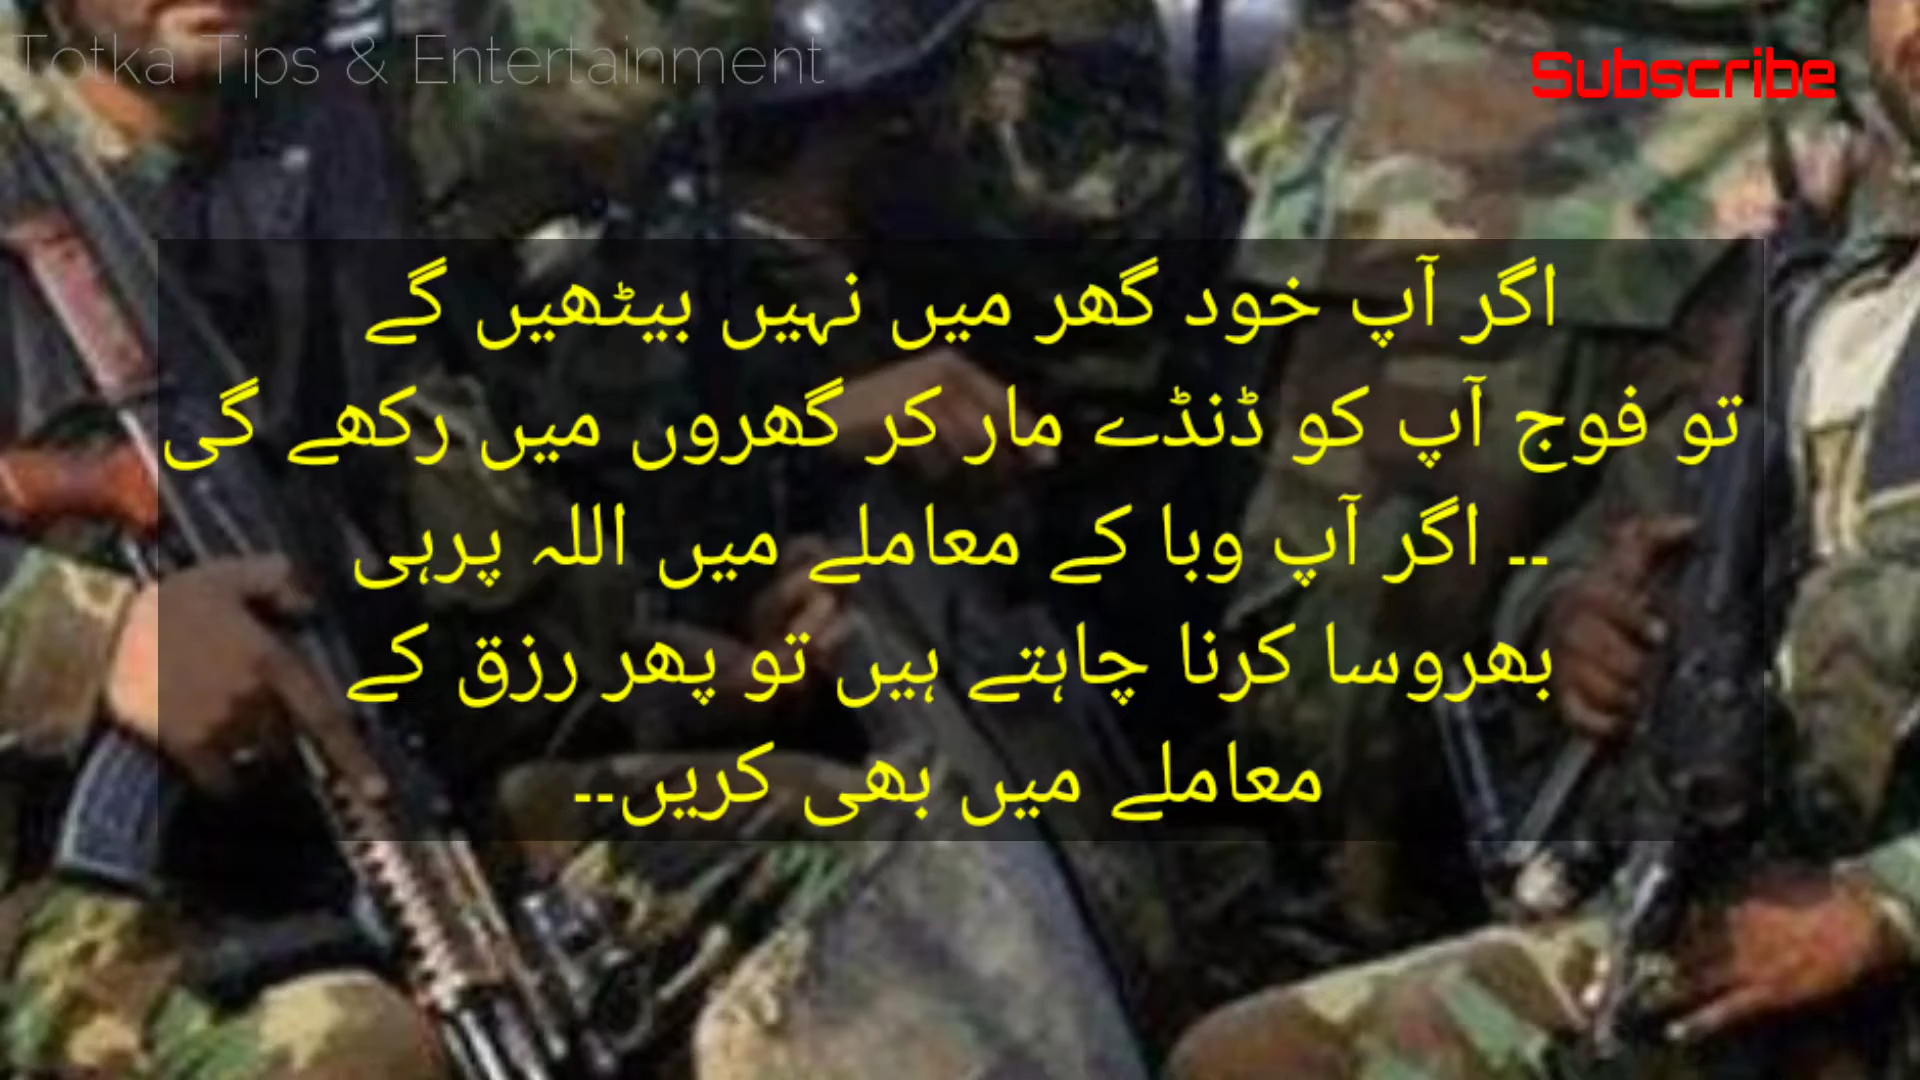 Totka Tips & Entertainment
Subscribe
اگر آپ خود گھر میں نہیں بیٹھیں گے
تو فوج آپ کو ڈنڈے مار کر گھروں میں رکھے گی
۔۔ اگر آپ وبا کے معاملے میں اللہ پرہی
بھروسا کرنا چاہتے ہیں تو پھر رزق کے
معاملے میں بھی کریں۔۔